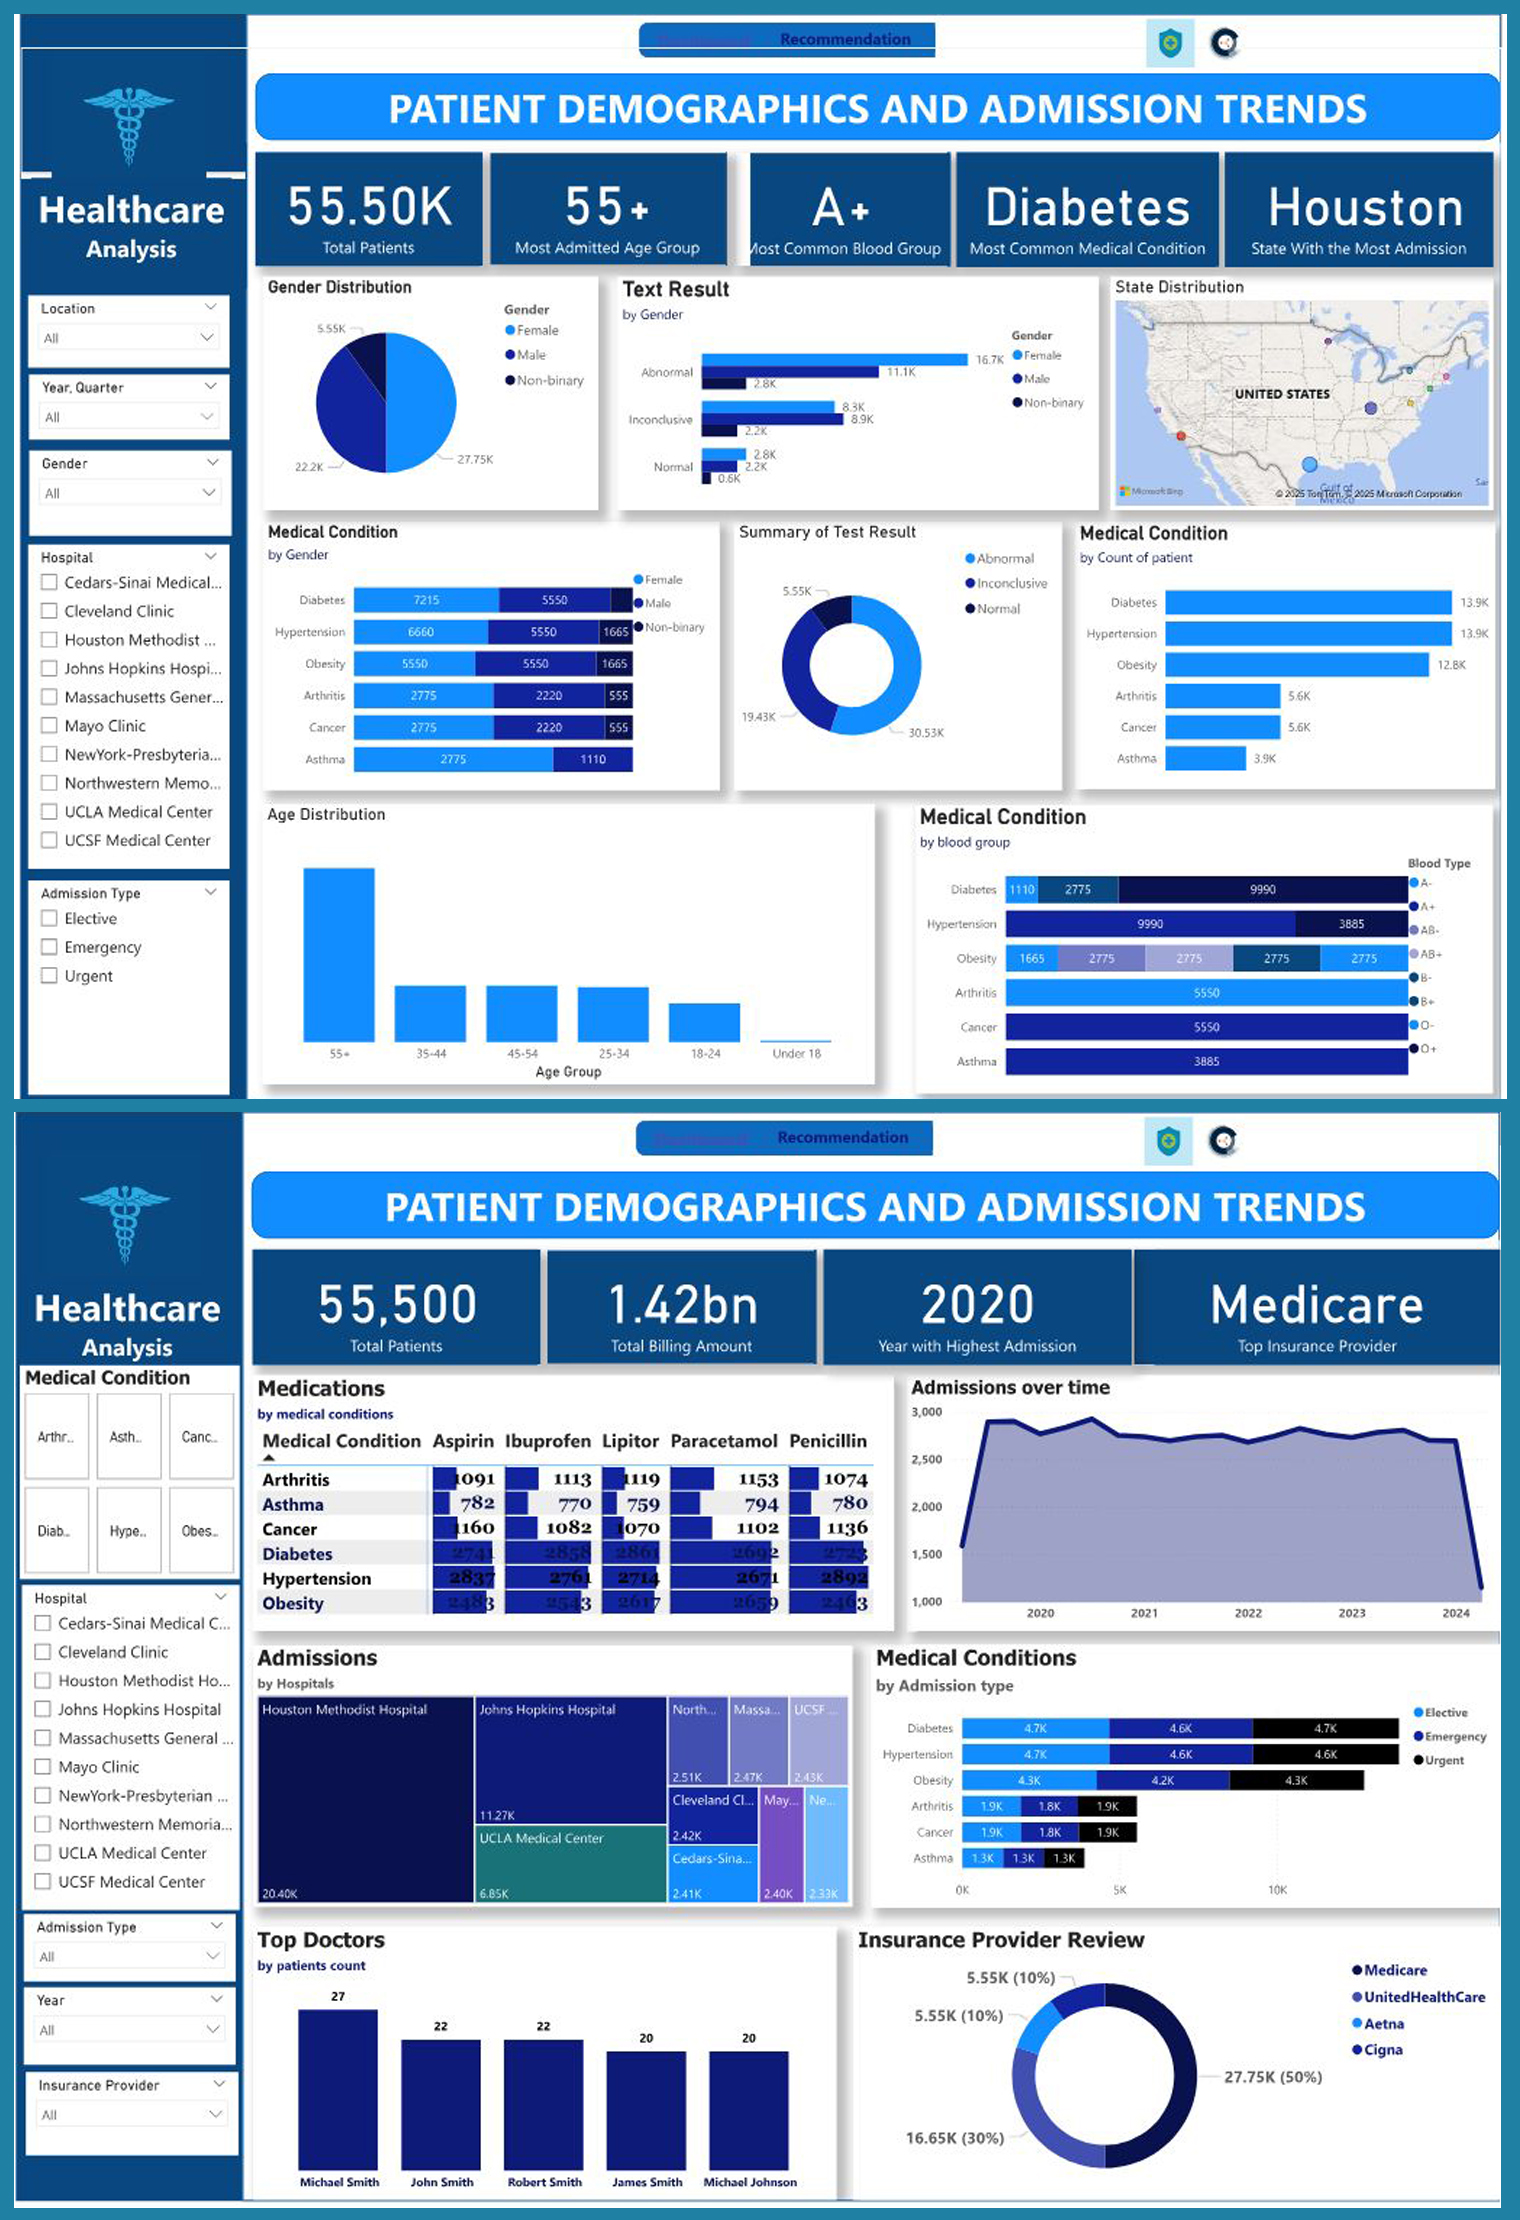 Recommendation
PATIENT DEMOGRAPHICS AND ADMISSION TRENDS
Healthcare
Analysis
55.50K
Total Patients
55+
Most Admitted Age Group
A+
Most Common Blood Group
Diabetes
Most Common Medical Condition
Houston
State With the Most Admission
Location
All
Year, Quarter
All
Gender
All
Hospital
Cedars-Sinai Medical...
Cleveland Clinic
Houston Methodist ...
Johns Hopkins Hospi...
Massachusetts Gener...
Mayo Clinic
NewYork-Presbyteria...
Northwestern Memo...
UCLA Medical Center
UCSF Medical Center
Admission Type
Elective
Emergency
Urgent
Gender Distribution
5.55K
22.2K
27.75K
Gender
Female
Male
Non-binary
Text Result
by Gender
Abnormal
16.7K
11.1K
2.8K
Inconclusive
8.3K
8.9K
2.2K
Normal
2.8K
2.2K
0.6K
Gender
Female
Male
Non-binary
State Distribution
UNITED STATES
Gulf of
Mexico
Microsoft Bing
© 2025 TomTom, © 2025 Microsoft Corporation
Medical Condition
by Gender
Diabetes 7215 5550
Hypertension 6660 5550 1665
Obesity 5550 5550 1665
Arthritis 2775 2220 555
Cancer 2775 2220 555
Asthma 2775 1110
Female
Male
Non-binary
Summary of Test Result
5.55K
19.43K
30.53K
Abnormal
Inconclusive
Normal
Medical Condition
by Count of patient
Diabetes 13.9K
Hypertension 13.9K
Obesity 12.8K
Arthritis 5.6K
Cancer 5.6K
Asthma 3.9K
Age Distribution
55+ 35-44 45-54 25-34 18-24 Under 18
Age Group
Medical Condition
by blood group
Diabetes 1110 2775 9990
Hypertension 9990 3885
Obesity 1665 2775 2775 2775 2775
Arthritis 5550
Cancer 5550
Asthma 3885
Blood Type
A-
A+
AB-
AB+
B-
B+
O-
O+
Recommendation
PATIENT DEMOGRAPHICS AND ADMISSION TRENDS
Healthcare
Analysis
55,500
Total Patients
1.42bn
Total Billing Amount
2020
Year with Highest Admission
Medicare
Top Insurance Provider
Medical Condition
Arthr.. Asth.. Canc..
Diab.. Hype.. Obes..
Hospital
Cedars-Sinai Medical C...
Cleveland Clinic
Houston Methodist Ho...
Johns Hopkins Hospital
Massachusetts General ...
Mayo Clinic
NewYork-Presbyterian ...
Northwestern Memoria...
UCLA Medical Center
UCSF Medical Center
Admission Type
All
Year
All
Insurance Provider
All
Medications
by medical conditions
Medical Condition Aspirin Ibuprofen Lipitor Paracetamol Penicillin
Arthritis 1091 1113 1119 1153 1074
Asthma 782 770 759 794 780
Cancer 1160 1082 1070 1102 1136
Diabetes 2741 2858 2861 2692 2723
Hypertension 2837 2761 2714 2671 2892
Obesity 2483 2543 2617 2659 2463
Admissions over time
3,000
2,500
2,000
1,500
1,000
2020 2021 2022 2023 2024
Admissions
by Hospitals
Houston Methodist Hospital
20.40K
Johns Hopkins Hospital
11.27K
UCLA Medical Center
6.85K
North...
2.51K
Massa...
2.47K
UCSF ...
2.43K
Cleveland Cl...
2.42K
Cedars-Sina...
2.41K
May...
2.40K
Ne...
2.33K
Medical Conditions
by Admission type
Diabetes 4.7K 4.6K 4.7K
Hypertension 4.7K 4.6K 4.6K
Obesity 4.3K 4.2K 4.3K
Arthritis 1.9K 1.8K 1.9K
Cancer 1.9K 1.8K 1.9K
Asthma 1.3K 1.3K 1.3K
0K 5K 10K
Elective
Emergency
Urgent
Top Doctors
by patients count
27 22 22 20 20
Michael Smith John Smith Robert Smith James Smith Michael Johnson
Insurance Provider Review
5.55K (10%)
5.55K (10%)
16.65K (30%)
27.75K (50%)
Medicare
UnitedHealthCare
Aetna
Cigna